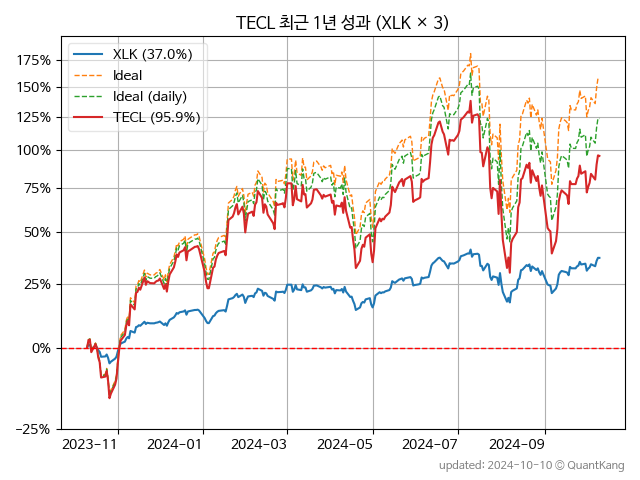 TECL 최근 1년 성과 (XLK × 3)
XLK (37.0%)
Ideal
Ideal (daily)
TECL (95.9%)
175%
150%
125%
100%
75%
50%
25%
0%
−25%
2023−11 2024−01 2024−03 2024−05 2024−07 2024−09
updated: 2024-10-10 © QuantKang